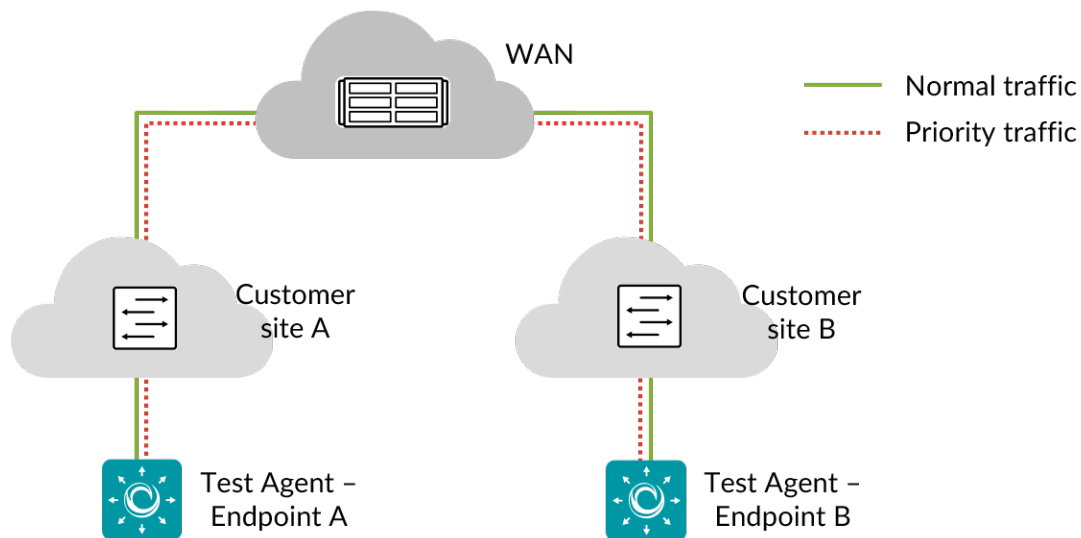 WAN
Normal traffic
Priority traffic
Customer
site A
Customer
site B
Test Agent –
Endpoint A
Test Agent –
Endpoint B